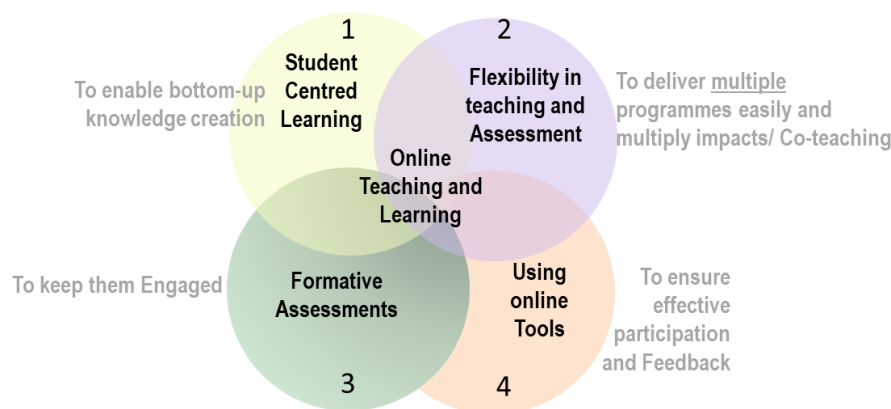 1
Student
Centred
Learning
To enable bottom-up
knowledge creation
2
Flexibility in
teaching and
Assessment
To deliver multiple
programmes easily and
multiply impacts/ Co-teaching
Online
Teaching and
Learning
To keep them Engaged
Formative
Assessments
3
Using
online
Tools
4
To ensure
effective
participation
and Feedback